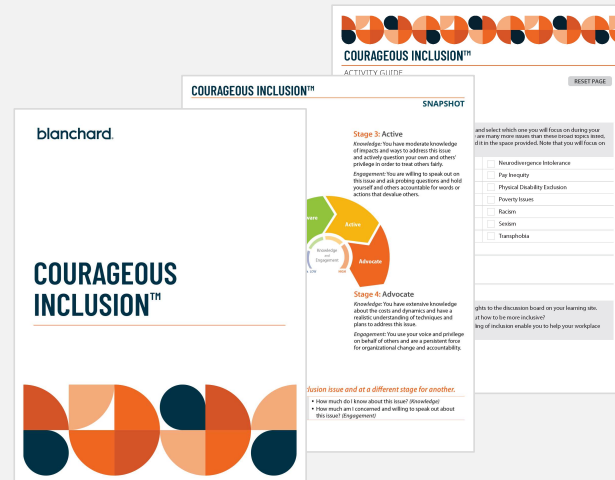 blanchard.
COURAGEOUS
INCLUSION™
COURAGEOUS INCLUSION™
SNAPSHOT
Stage 3: Active
Knowledge: You have moderate knowledge
of impacts and ways to address this issue
and actively question your own and others'
privilege in order to treat others fairly.
Engagement: You are willing to speak out on
this issue and ask probing questions and hold
yourself and others accountable for words or
actions that devalue others.
Active
Advocate
Knowledge
and
Engagement
LOW
HIGH
Stage 4: Advocate
Knowledge: You have extensive knowledge
about the costs and dynamics and have a
realistic understanding of techniques and
plans to address this issue.
Engagement: You use your voice and privilege
on behalf of others and are a persistent force
for organizational change and accountability.
issue and at a different stage for another.
• How much do I know about this issue? (Knowledge)
• How much am I concerned and willing to speak out about
this issue? (Engagement)
COURAGEOUS INCLUSION™
ACTIVITY GUIDE
RESET PAGE
and select which one you will focus on during your
are many more issues than these broad topics listed,
it in the space provided. Note that you will focus on
Neurodivergence Intolerance
Pay Inequity
Physical Disability Exclusion
Poverty Issues
Racism
Sexism
Transphobia
to the discussion board on your learning site.
how to be more inclusive?
of inclusion enable you to help your workplace